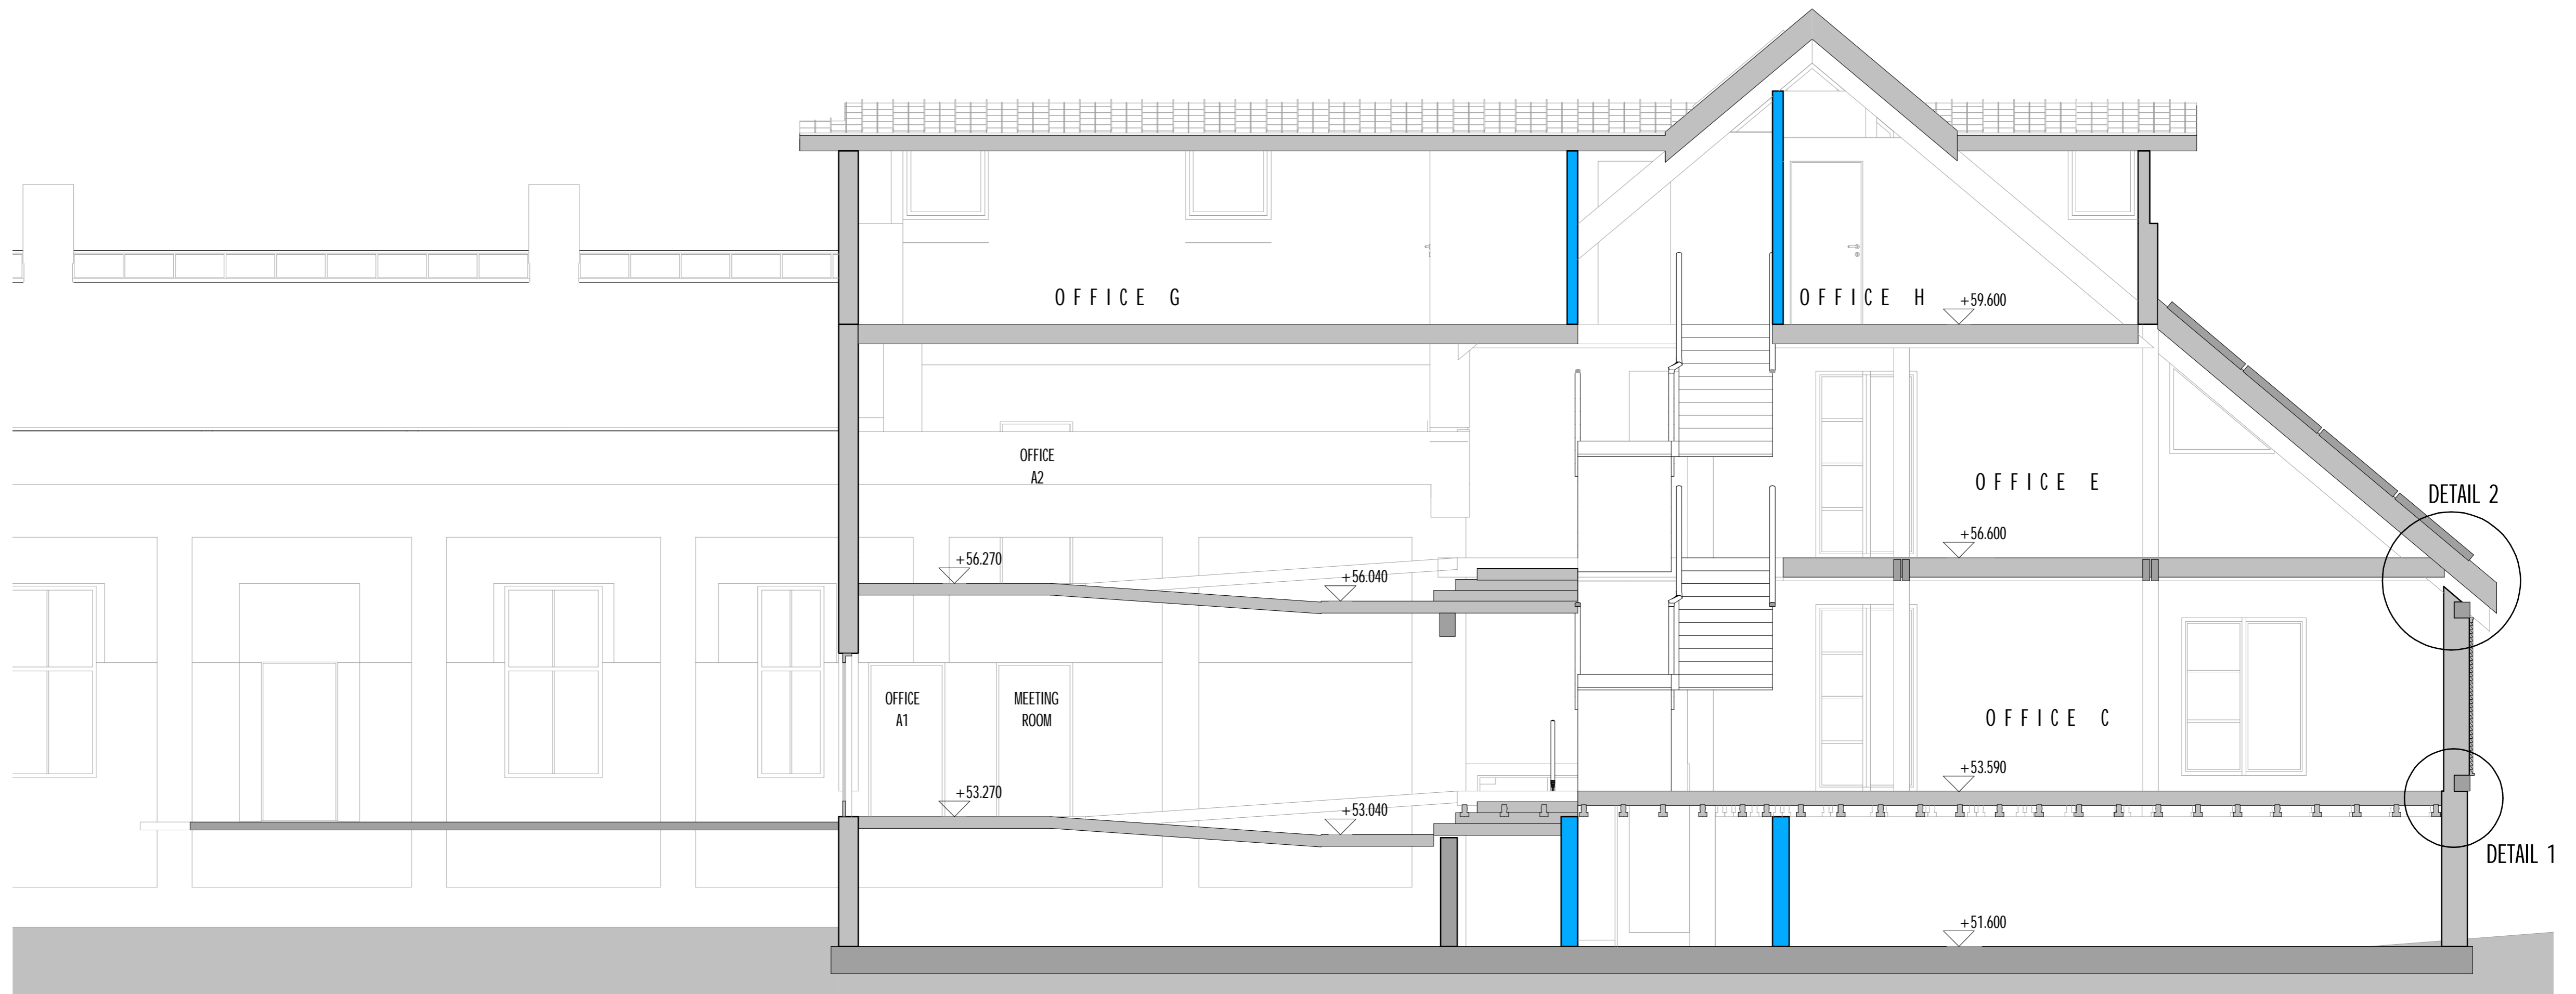 OFFICE G
OFFICE H
+59.600
OFFICE
A2
OFFICE E
DETAIL 2
+56.600
+56.270
+56.040
OFFICE
A1
MEETING
ROOM
OFFICE C
+53.590
+53.270
+53.040
DETAIL 1
+51.600